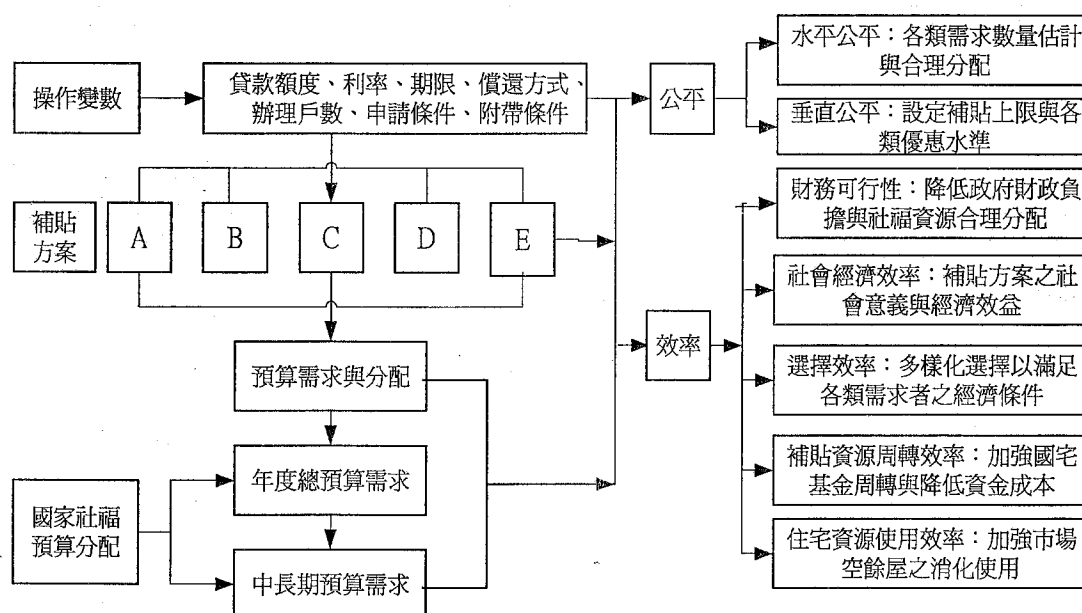 操作變數
貸款額度、利率、期限、償還方式、
辦理戶數、申請條件、附帶條件
補貼
方案
A
B
C
D
E
預算需求與分配
年度總預算需求
中長期預算需求
國家社福
預算分配
公平
水平公平：各類需求數量估計
與合理分配
垂直公平：設定補貼上限與各
類優惠水準
效率
財務可行性：降低政府財政負
擔與社福資源合理分配
社會經濟效率：補貼方案之社
會意義與經濟效益
選擇效率：多樣化選擇以滿足
各類需求者之經濟條件
補貼資源周轉效率：加強國宅
基金周轉與降低資金成本
住宅資源使用效率：加強市場
空餘屋之消化使用